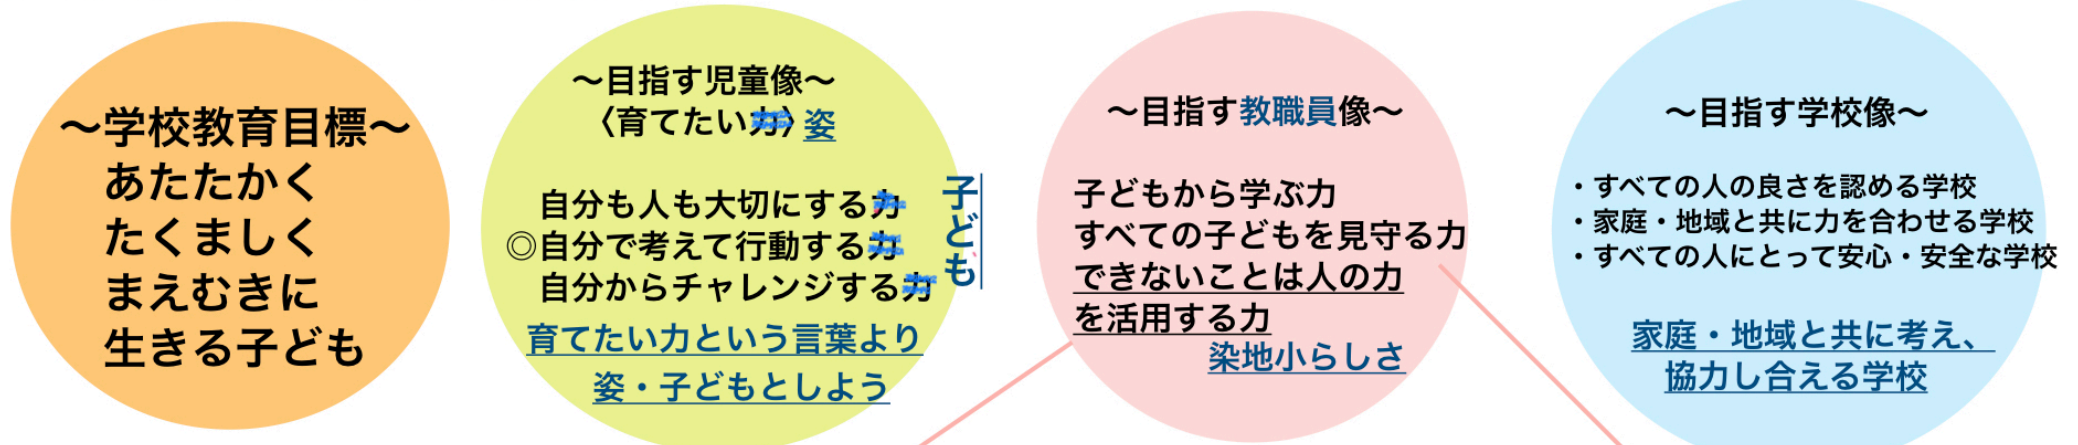 ～学校教育目標～
あたたかく
たくましく
まえむきに
生きる子ども
～目指す児童像～
〈育てたい力〉姿
自分も人も大切にする力
◎自分で考えて行動する力
自分からチャレンジする力
子ども
育てたい力という言葉より
姿・子どもとしよう
～目指す教職員像～
子どもから学ぶ力
すべての子どもを見守る力
できないことは人の力
を活用する力
染地小らしさ
～目指す学校像～
・すべての人の良さを認める学校
・家庭・地域と共に力を合わせる学校
・すべての人にとって安心・安全な学校
家庭・地域と共に考え、
協力し合える学校